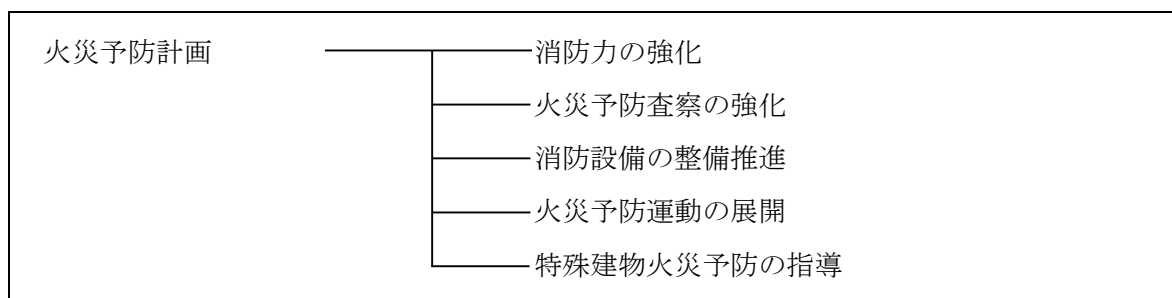 火災予防計画
消防力の強化
火災予防査察の強化
消防設備の整備推進
火災予防運動の展開
特殊建物火災予防の指導